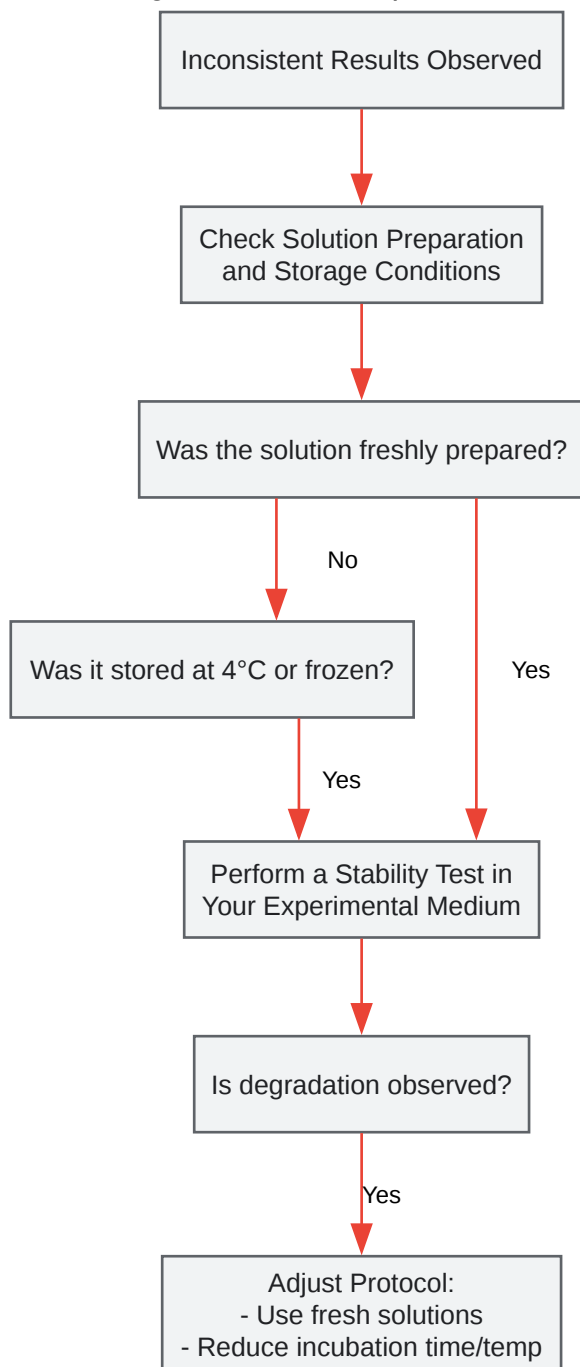 Inconsistent Results Observed
Check Solution Preparation
and Storage Conditions
Was the solution freshly prepared?
No
Was it stored at 4°C or frozen?
Yes
Yes
Perform a Stability Test in
Your Experimental Medium
Is degradation observed?
Yes
Adjust Protocol:
- Use fresh solutions
- Reduce incubation time/temp